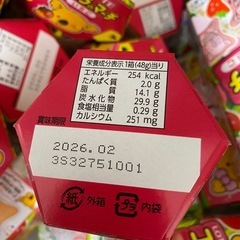 栄養成分表示 1箱(48g)当り
エネルギー 254 kcal
たんぱく質 2.0 g
脂質 14.1 g
炭水化物 29.9 g
食塩相当量 0.29 g
カルシウム 251 mg
賞味期限
2026.02
3S32751001
紙 外箱
プラ 内袋